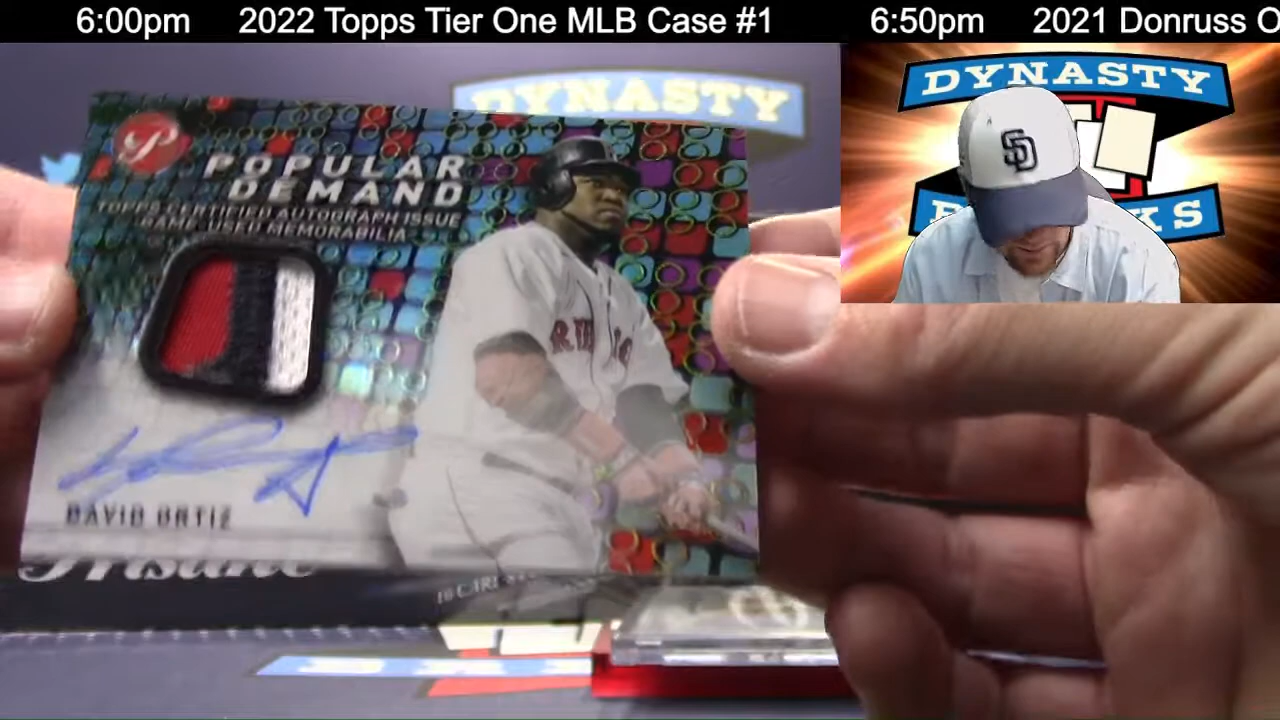 6:00pm 2022 Topps Tier One MLB Case #1 6:50pm 2021 Donruss O
DYNASTY
DYNASTY
SD
P
POPULAR
DEMAND
TOPPS CERTIFIED AUTOGRAPH ISSUE
GAME-USED MEMORABILIA
DAVID ORTIZ